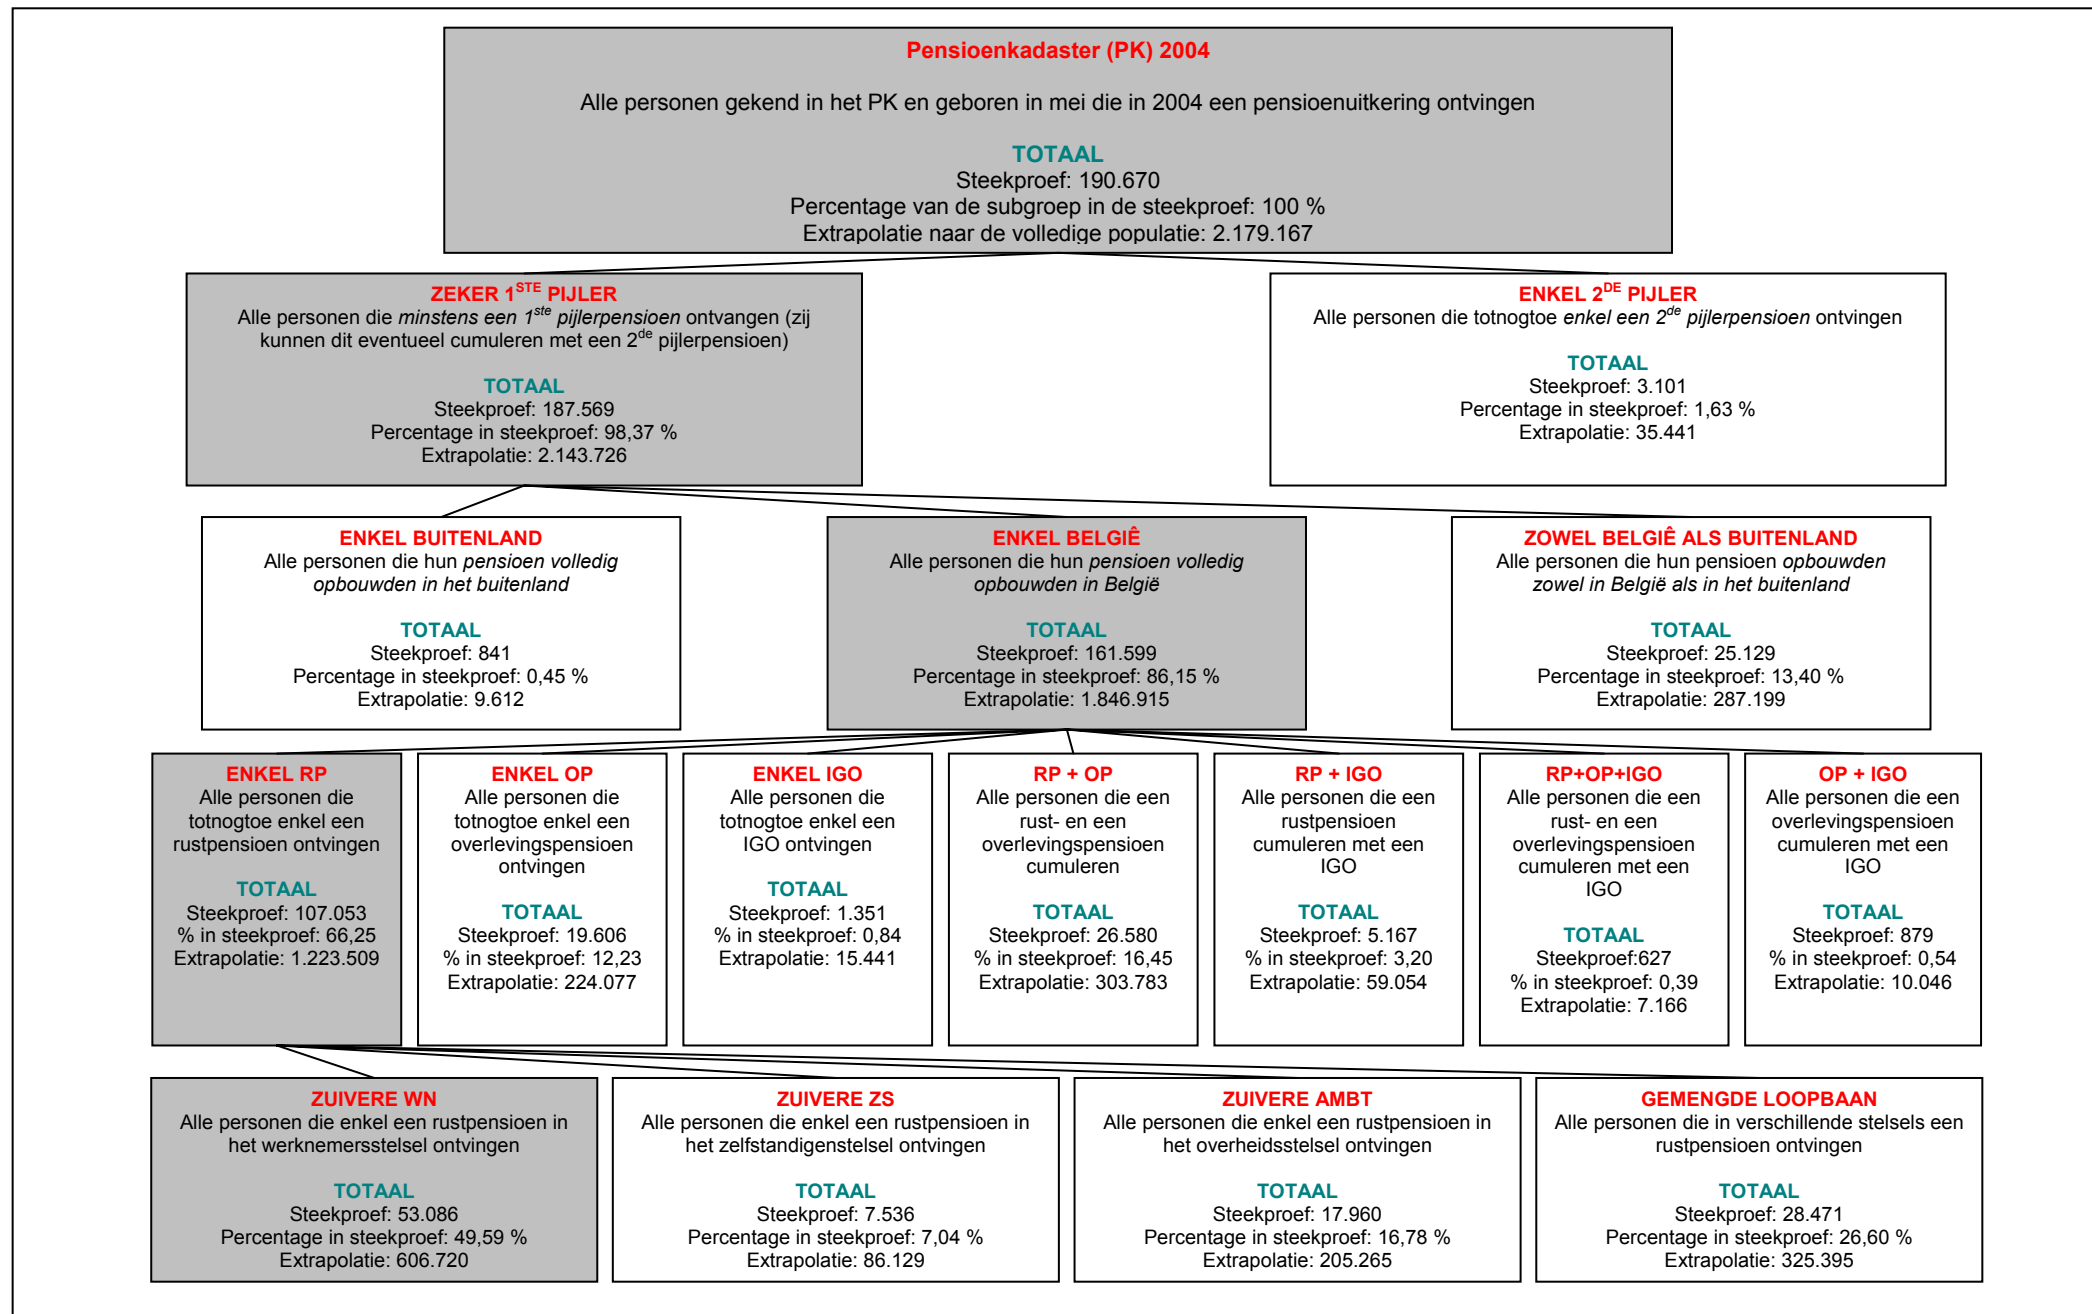 Pensioenkadaster (PK) 2004
Alle personen gekend in het PK en geboren in mei die in 2004 een pensioenuitkering ontvingen
TOTAAL
Steekproef: 190.670
Percentage van de subgroep in de steekproef: 100 %
Extrapolatie naar de volledige populatie: 2.179.167
ZEKER 1STE PIJLER
Alle personen die minstens een 1ste pijlerpensioen ontvangen (zij
kunnen dit eventueel cumuleren met een 2de pijlerpensioen)
TOTAAL
Steekproef: 187.569
Percentage in steekproef: 98,37 %
Extrapolatie: 2.143.726
ENKEL 2DE PIJLER
Alle personen die totnogtoe enkel een 2de pijlerpensioen ontvingen
TOTAAL
Steekproef: 3.101
Percentage in steekproef: 1,63 %
Extrapolatie: 35.441
ENKEL BUITENLAND
Alle personen die hun pensioen volledig
opbouwden in het buitenland
TOTAAL
Steekproef: 841
Percentage in steekproef: 0,45 %
Extrapolatie: 9.612
ENKEL BELGIÊ
Alle personen die hun pensioen volledig
opbouwden in België
TOTAAL
Steekproef: 161.599
Percentage in steekproef: 86,15 %
Extrapolatie: 1.846.915
ZOWEL BELGIÊ ALS BUITENLAND
Alle personen die hun pensioen opbouwden
zowel in België als in het buitenland
TOTAAL
Steekproef: 25.129
Percentage in steekproef: 13,40 %
Extrapolatie: 287.199
ENKEL RP
Alle personen die
totnogtoe enkel een
rustpensioen ontvingen
TOTAAL
Steekproef: 107.053
% in steekproef: 66,25
Extrapolatie: 1.223.509
ENKEL OP
Alle personen die
totnogtoe enkel een
overlevingspensioen
ontvingen
TOTAAL
Steekproef: 19.606
% in steekproef: 12,23
Extrapolatie: 224.077
ENKEL IGO
Alle personen die
totnogtoe enkel een
IGO ontvingen
TOTAAL
Steekproef: 1.351
% in steekproef: 0,84
Extrapolatie: 15.441
RP + OP
Alle personen die een
rust- en een
overlevingspensioen
cumuleren
TOTAAL
Steekproef: 26.580
% in steekproef: 16,45
Extrapolatie: 303.783
RP + IGO
Alle personen die een
rustpensioen
cumuleren met een
IGO
TOTAAL
Steekproef: 5.167
% in steekproef: 3,20
Extrapolatie: 59.054
RP+OP+IGO
Alle personen die een
rust- en een
overlevingspensioen
cumuleren met een
IGO
TOTAAL
Steekproef:627
% in steekproef: 0,39
Extrapolatie: 7.166
OP + IGO
Alle personen die een
overlevingspensioen
cumuleren met een
IGO
TOTAAL
Steekproef: 879
% in steekproef: 0,54
Extrapolatie: 10.046
ZUIVERE WN
Alle personen die enkel een rustpensioen in
het werknemersstelsel ontvingen
TOTAAL
Steekproef: 53.086
Percentage in steekproef: 49,59 %
Extrapolatie: 606.720
ZUIVERE ZS
Alle personen die enkel een rustpensioen in
het zelfstandigenstelsel ontvingen
TOTAAL
Steekproef: 7.536
Percentage in steekproef: 7,04 %
Extrapolatie: 86.129
ZUIVERE AMBT
Alle personen die enkel een rustpensioen in
het overheidsstelsel ontvingen
TOTAAL
Steekproef: 17.960
Percentage in steekproef: 16,78 %
Extrapolatie: 205.265
GEMENGDE LOOPBAAN
Alle personen die in verschillende stelsels een
rustpensioen ontvingen
TOTAAL
Steekproef: 28.471
Percentage in steekproef: 26,60 %
Extrapolatie: 325.395